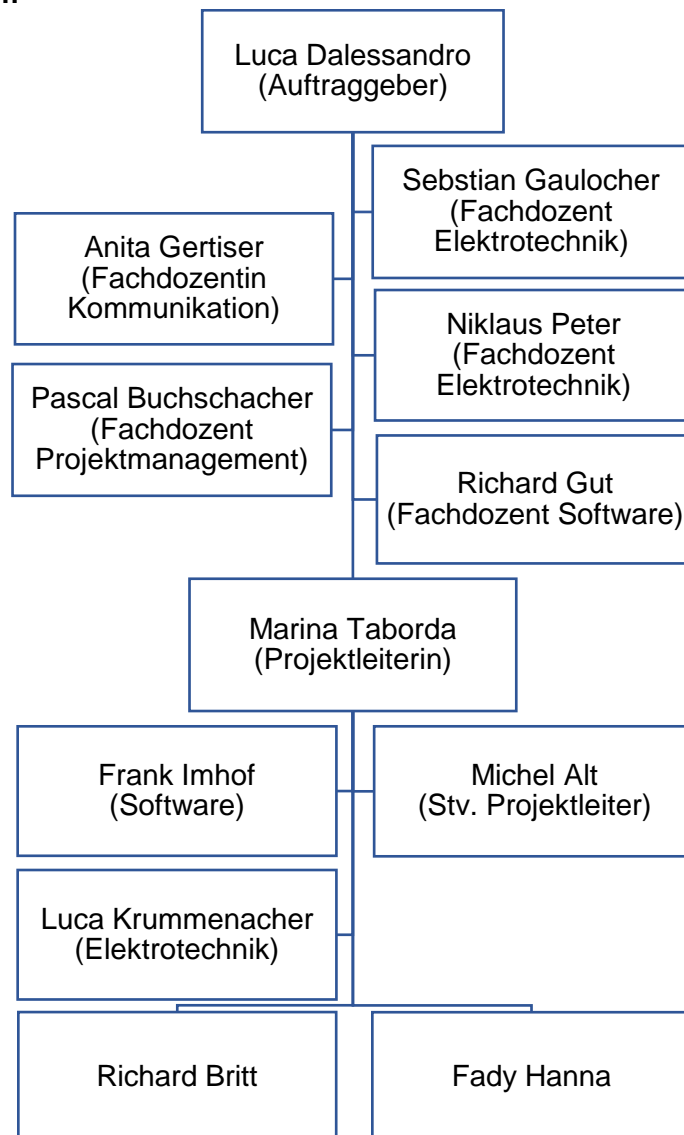 Luca Dalessandro
(Auftraggeber)
Sebstian Gaulocher
(Fachdozent
Elektrotechnik)
Anita Gertiser
(Fachdozentin
Kommunikation)
Niklaus Peter
(Fachdozent
Elektrotechnik)
Pascal Buchschacher
(Fachdozent
Projektmanagement)
Richard Gut
(Fachdozent Software)
Marina Taborda
(Projektleiterin)
Frank Imhof
(Software)
Michel Alt
(Stv. Projektleiter)
Luca Krummenacher
(Elektrotechnik)
Richard Britt
Fady Hanna